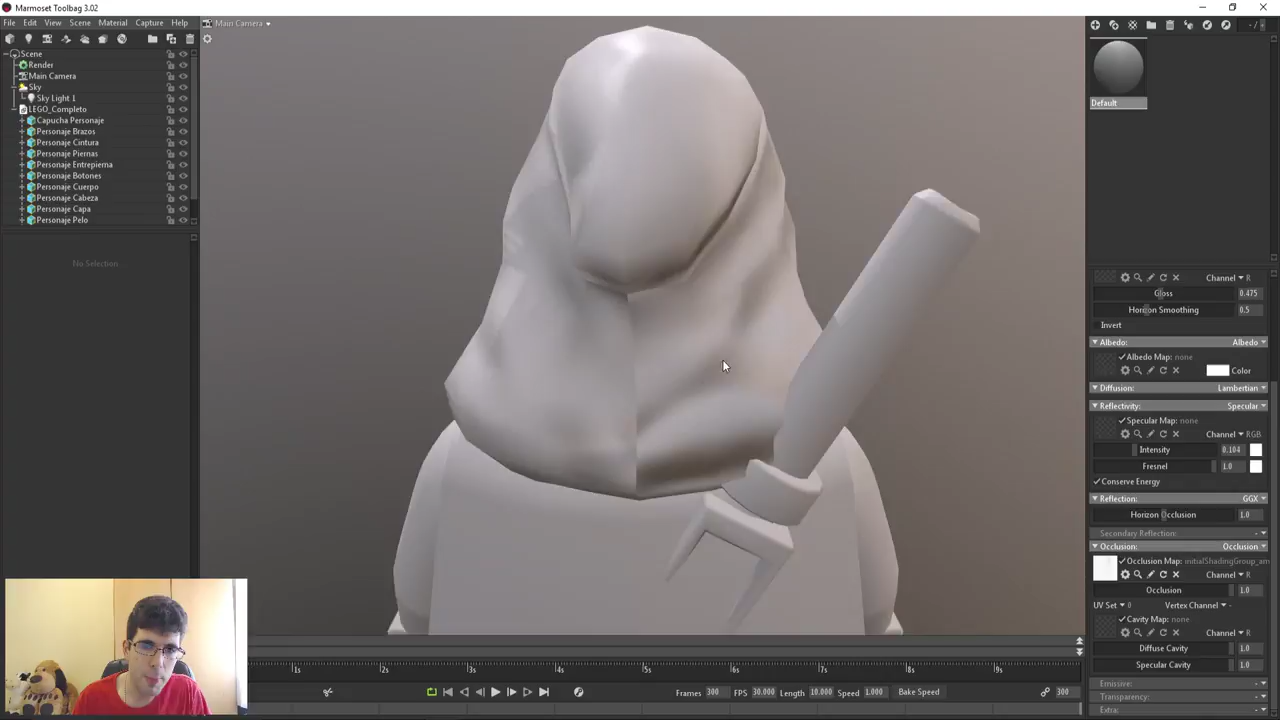 Marmoset Toolbag 3.02
File Edit View Scene Material Capture Help
Main Camera
Scene
Render
Main Camera
Sky
Sky Light 1
LEGO_Completo
Capucha Personaje
Personaje Brazos
Personaje Cintura
Personaje Piernas
Personaje Entrepierna
Personaje Botones
Personaje Cuerpo
Personaje Cabeza
Personaje Capa
Personaje Pelo
No Selection
Default
Channel R
Gloss 0.475
Horizon Smoothing 0.5
Invert
Albedo: Albedo
Albedo Map: none
Color
Diffusion: Lambertian
Reflectivity: Specular
Specular Map: none
Channel RGB
Intensity 0.104
Fresnel 1.0
Conserve Energy
Reflection: GGX
Horizon Occlusion 1.0
Secondary Reflection: -
Occlusion: Occlusion
Occlusion Map: initialShadingGroup_am
Channel R
Occlusion 1.0
UV Set 0 Vertex Channel -
Cavity Map: none
Channel R
Diffuse Cavity 1.0
Specular Cavity 1.0
Emissive: -
Transparency: -
Extra: -
1s 2s 3s 4s 5s 6s 7s 8s 9s
Frames 300 FPS 30.000 Length 10.000 Speed 1.000 Bake Speed 300